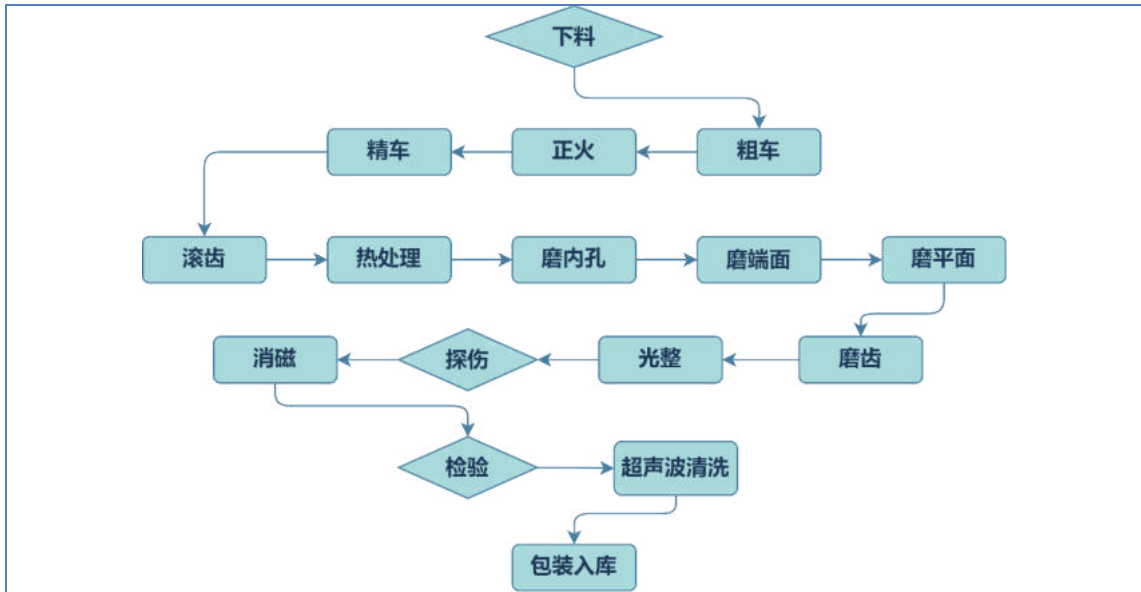 下料
粗车
正火
精车
滚齿
热处理
磨内孔
磨端面
磨平面
磨齿
光整
探伤
消磁
检验
超声波清洗
包装入库